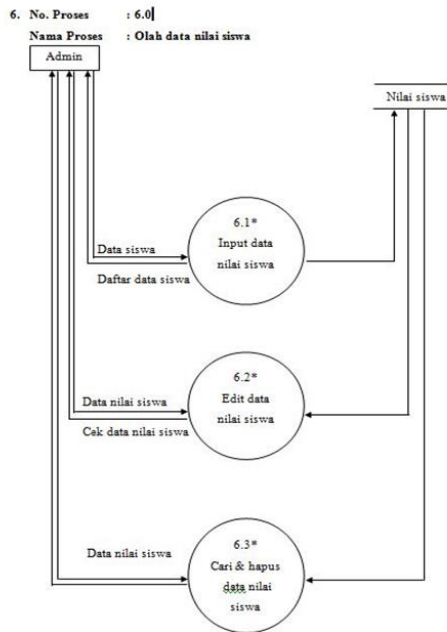 6. No. Proses : 6.0
Nama Proses : Olah data nilai siswa
Admin
Nilai siswa
6.1*
Input data
nilai siswa
Data siswa
Daftar data siswa
6.2*
Edit data
nilai siswa
Data nilai siswa
Cek data nilai siswa
6.3*
Cari & hapus
data nilai
siswa
Data nilai siswa